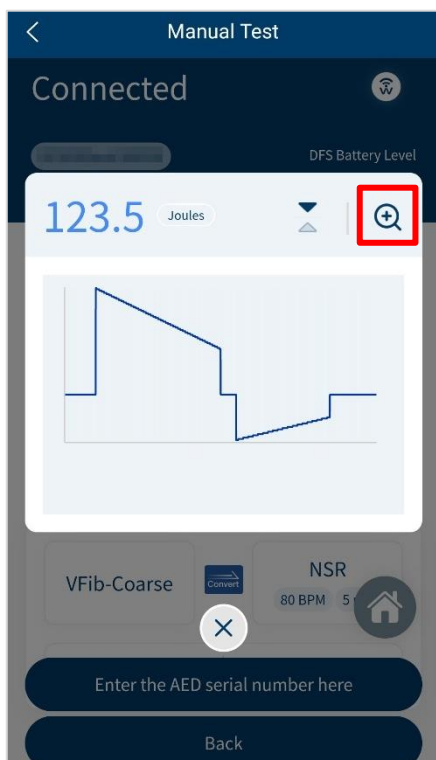 Manual Test
Connected
DFS Battery Level
123.5 Joules
VFib-Coarse
Convert
NSR
80 BPM 5
Enter the AED serial number here
Back